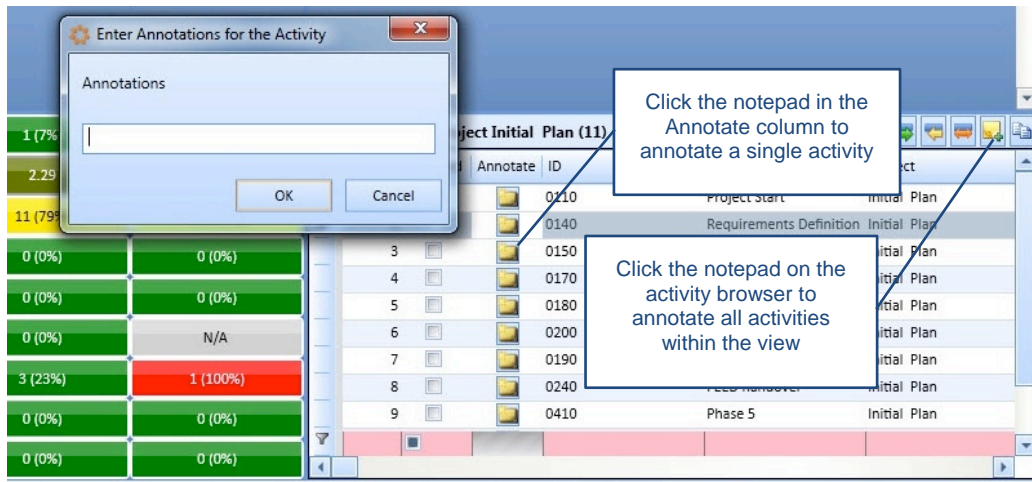 Enter Annotations for the Activity
Annotations
OK Cancel
Click the notepad in the
Annotate column to
annotate a single activity
Click the notepad on the
activity browser to
annotate all activities
within the view
Initial Plan (11)
Annotate ID
1 (7%
2.29
11 (79%
0 (0%) 0 (0%)
0 (0%) 0 (0%)
0 (0%) N/A
3 (23%) 1 (100%)
0 (0%) 0 (0%)
0 (0%) 0 (0%)
0110 Project Start Initial Plan
0140 Requirements Definition Initial Plan
3 0150 Initial Plan
4 0170 Initial Plan
5 0180 Initial Plan
6 0200 Initial Plan
7 0190 Initial Plan
8 0240 FEED Handover Initial Plan
9 0410 Phase 5 Initial Plan